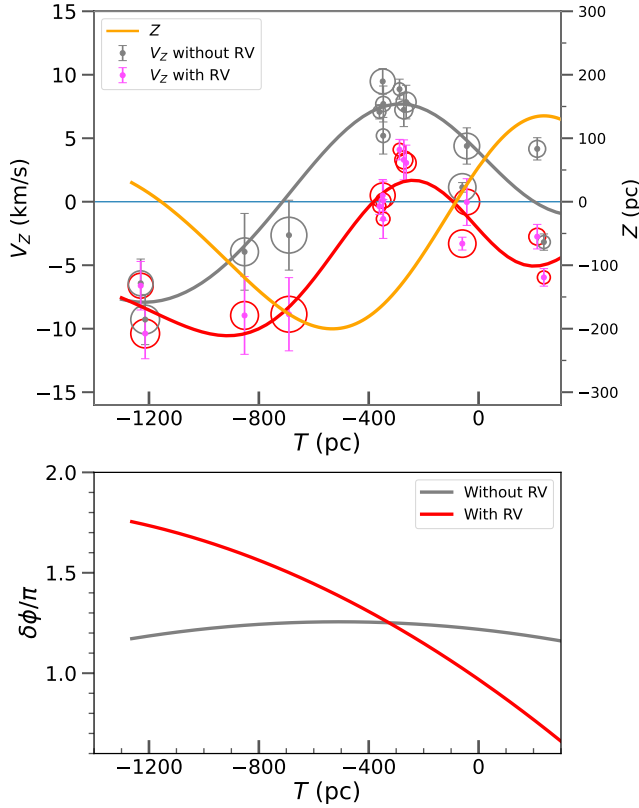 Z
V_Z without RV
V_Z with RV
15
10
5
0
−5
−10
−15
V_Z (km/s)
300
200
100
0
−100
−200
−300
Z (pc)
−1200
−800
−400
0
T (pc)
2.0
1.5
1.0
δϕ/π
Without RV
With RV
−1200
−800
−400
0
T (pc)